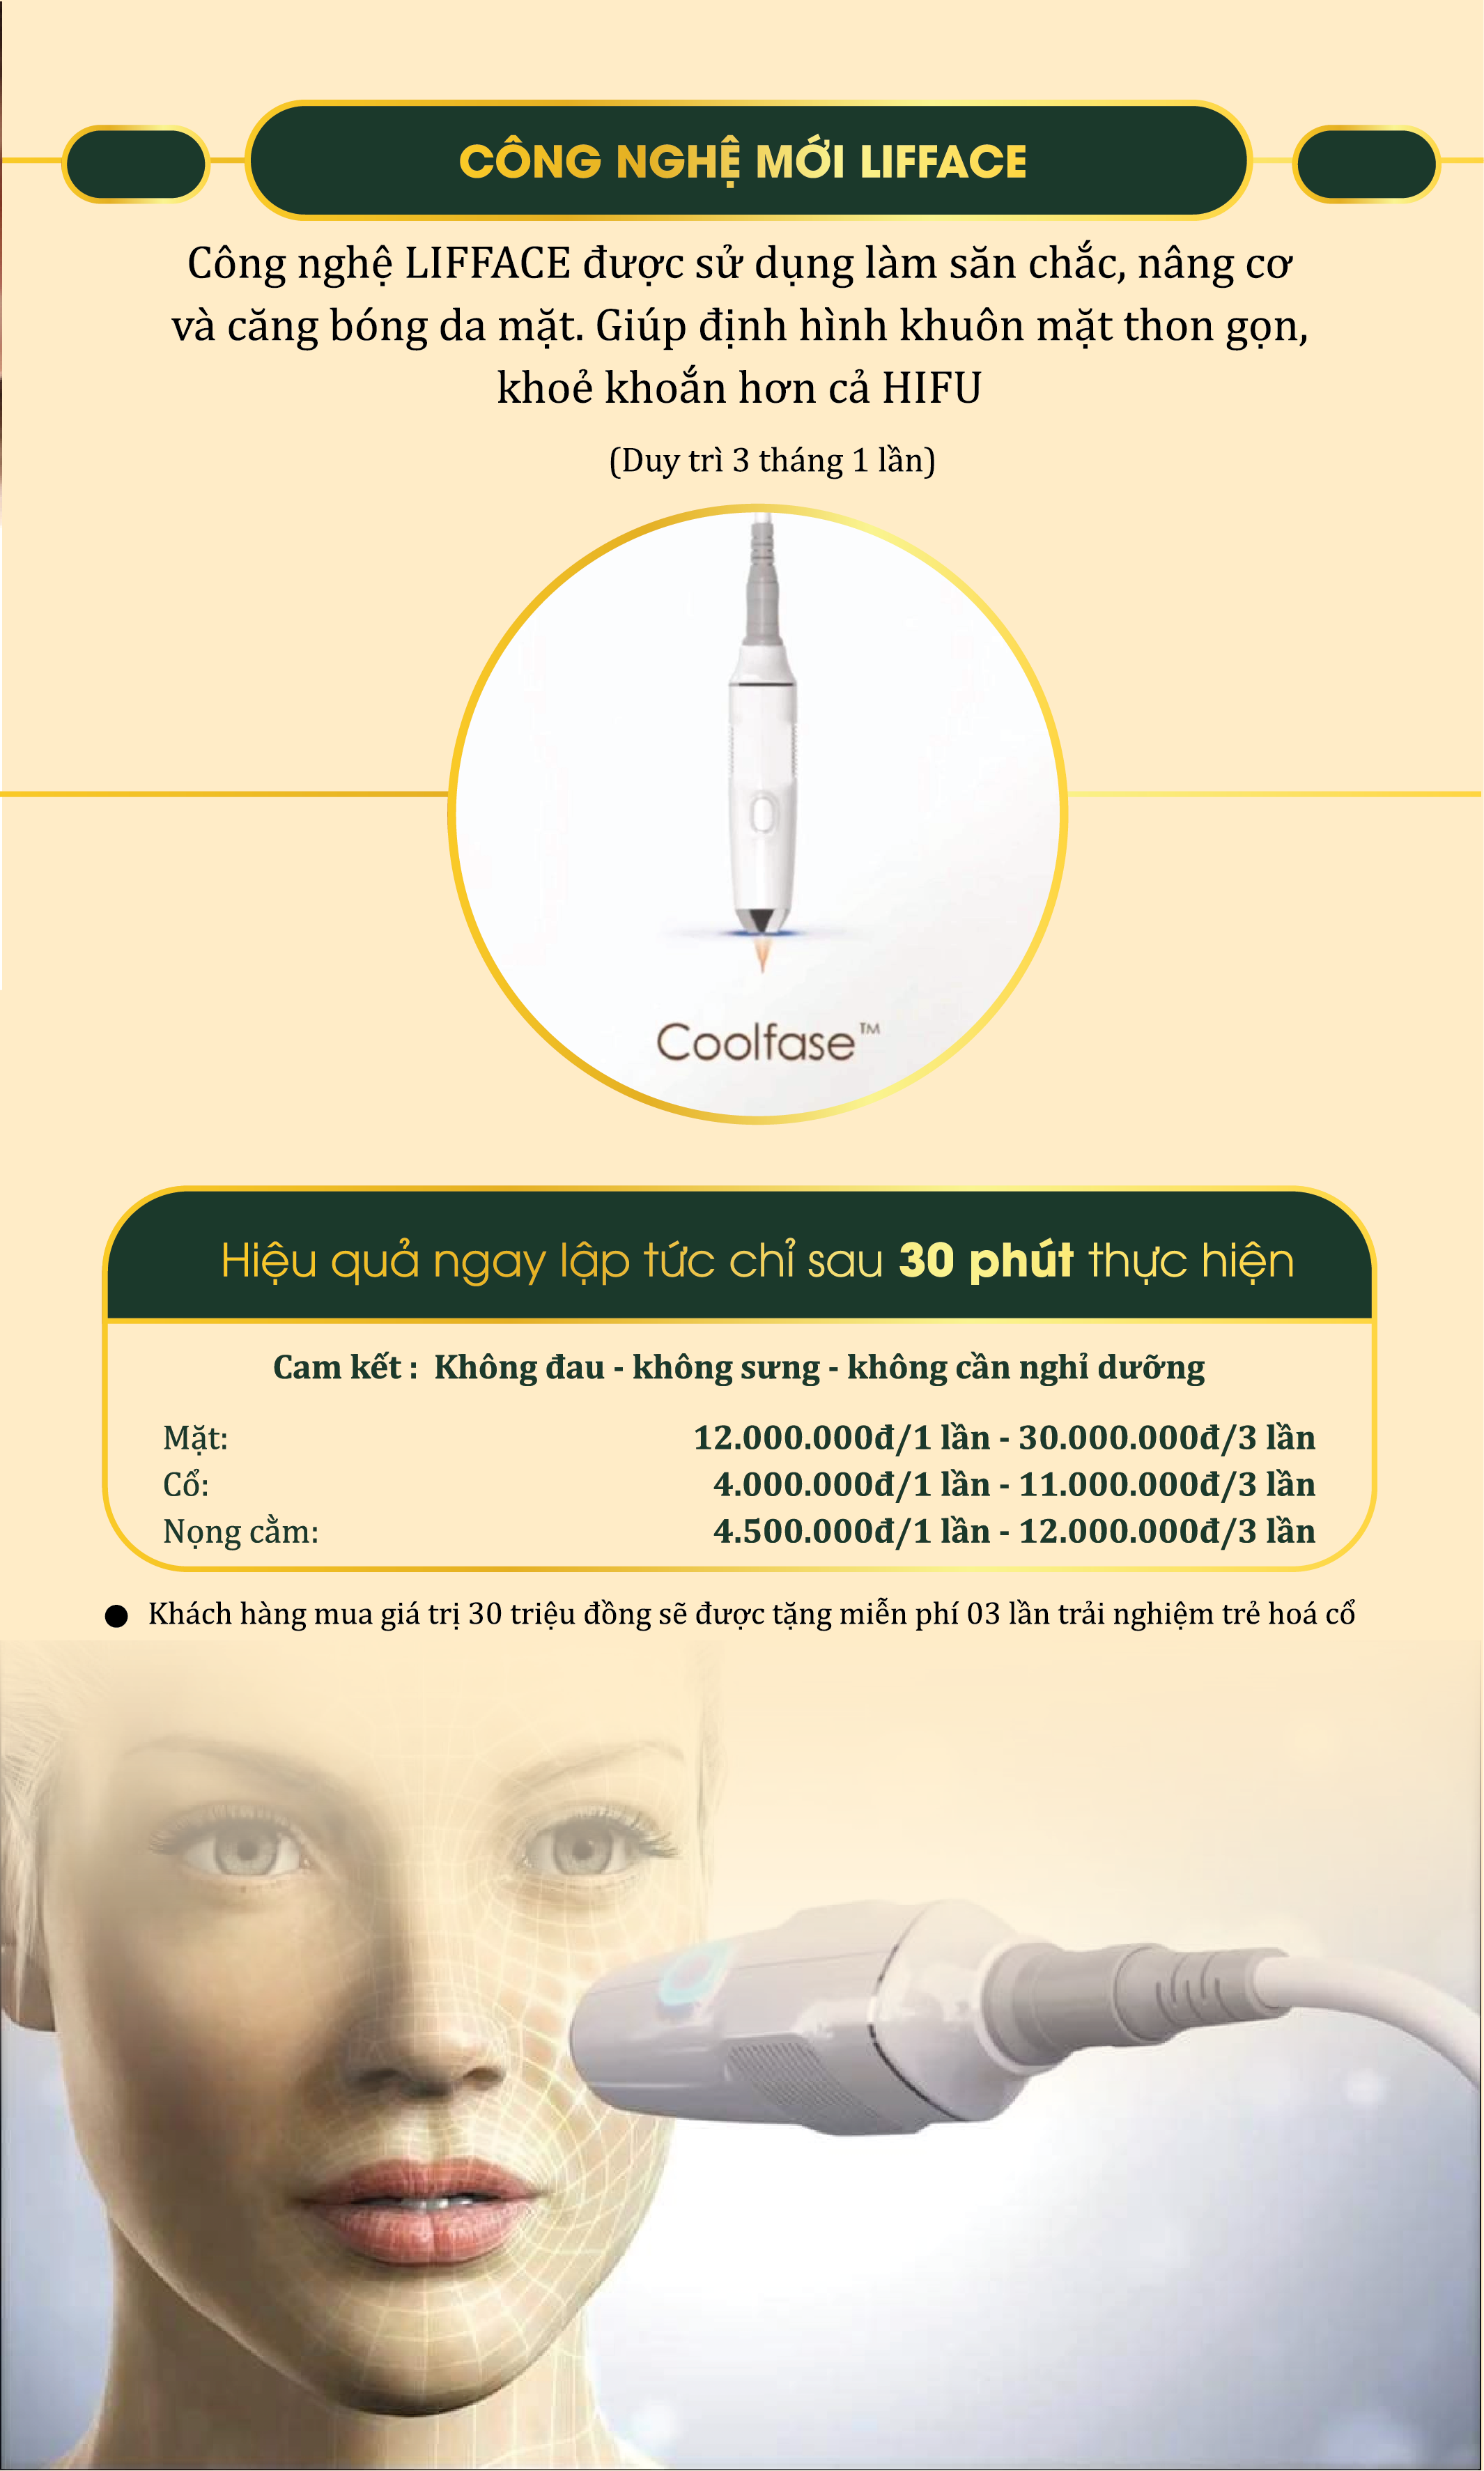 CÔNG NGHỆ MỚI LIFFACE
Công nghệ LIFFACE được sử dụng làm săn chắc, nâng cơ
và căng bóng da mặt. Giúp định hình khuôn mặt thon gọn,
khoẻ khoắn hơn cả HIFU
(Duy trì 3 tháng 1 lần)
Coolfase™
Hiệu quả ngay lập tức chỉ sau 30 phút thực hiện
Cam kết : Không đau - không sưng - không cần nghỉ dưỡng
Mặt: 12.000.000đ/1 lần - 30.000.000đ/3 lần
Cổ: 4.000.000đ/1 lần - 11.000.000đ/3 lần
Nọng cằm: 4.500.000đ/1 lần - 12.000.000đ/3 lần
● Khách hàng mua giá trị 30 triệu đồng sẽ được tặng miễn phí 03 lần trải nghiệm trẻ hoá cổ